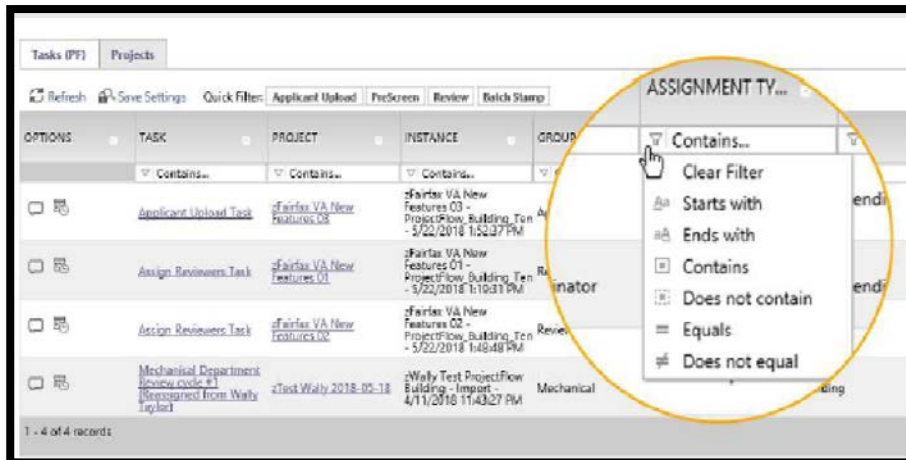 Tasks (PF) Projects
Refresh Save Settings Quick Filter: Applicant Upload PreScreen Review Batch Stamp
ASSIGNMENT TY...
OPTIONS TASK PROJECT INSTANCE GROUP
Contains... Contains... Contains... Contains...
Clear Filter
Starts with
Ends with
Contains
Does not contain
Equals
Does not equal
Applicant Upload Task
zFairfax VA New
Features 03
zFairfax VA New
Features 03 -
ProjectFlow_Building_Ten
- 5/22/2018 1:52:37 PM
endi
Assign Reviewers Task
zFairfax VA New
Features 01
zFairfax VA New
Features 01 -
ProjectFlow_Building_Ten
- 5/22/2018 1:19:31 PM
inator
endi
Assign Reviewers Task
zFairfax VA New
Features 02
zFairfax VA New
Features 02 -
ProjectFlow_Building_Ten
- 5/22/2018 1:48:48 PM
Review
Mechanical Department
Review cycle #1
[Reassigned from Wally
Taylor]
zTest Wally 2018-05-18
zWally Test ProjectFlow
Building - Import -
4/11/2018 11:43:27 PM
Mechanical
ding
1 - 4 of 4 records